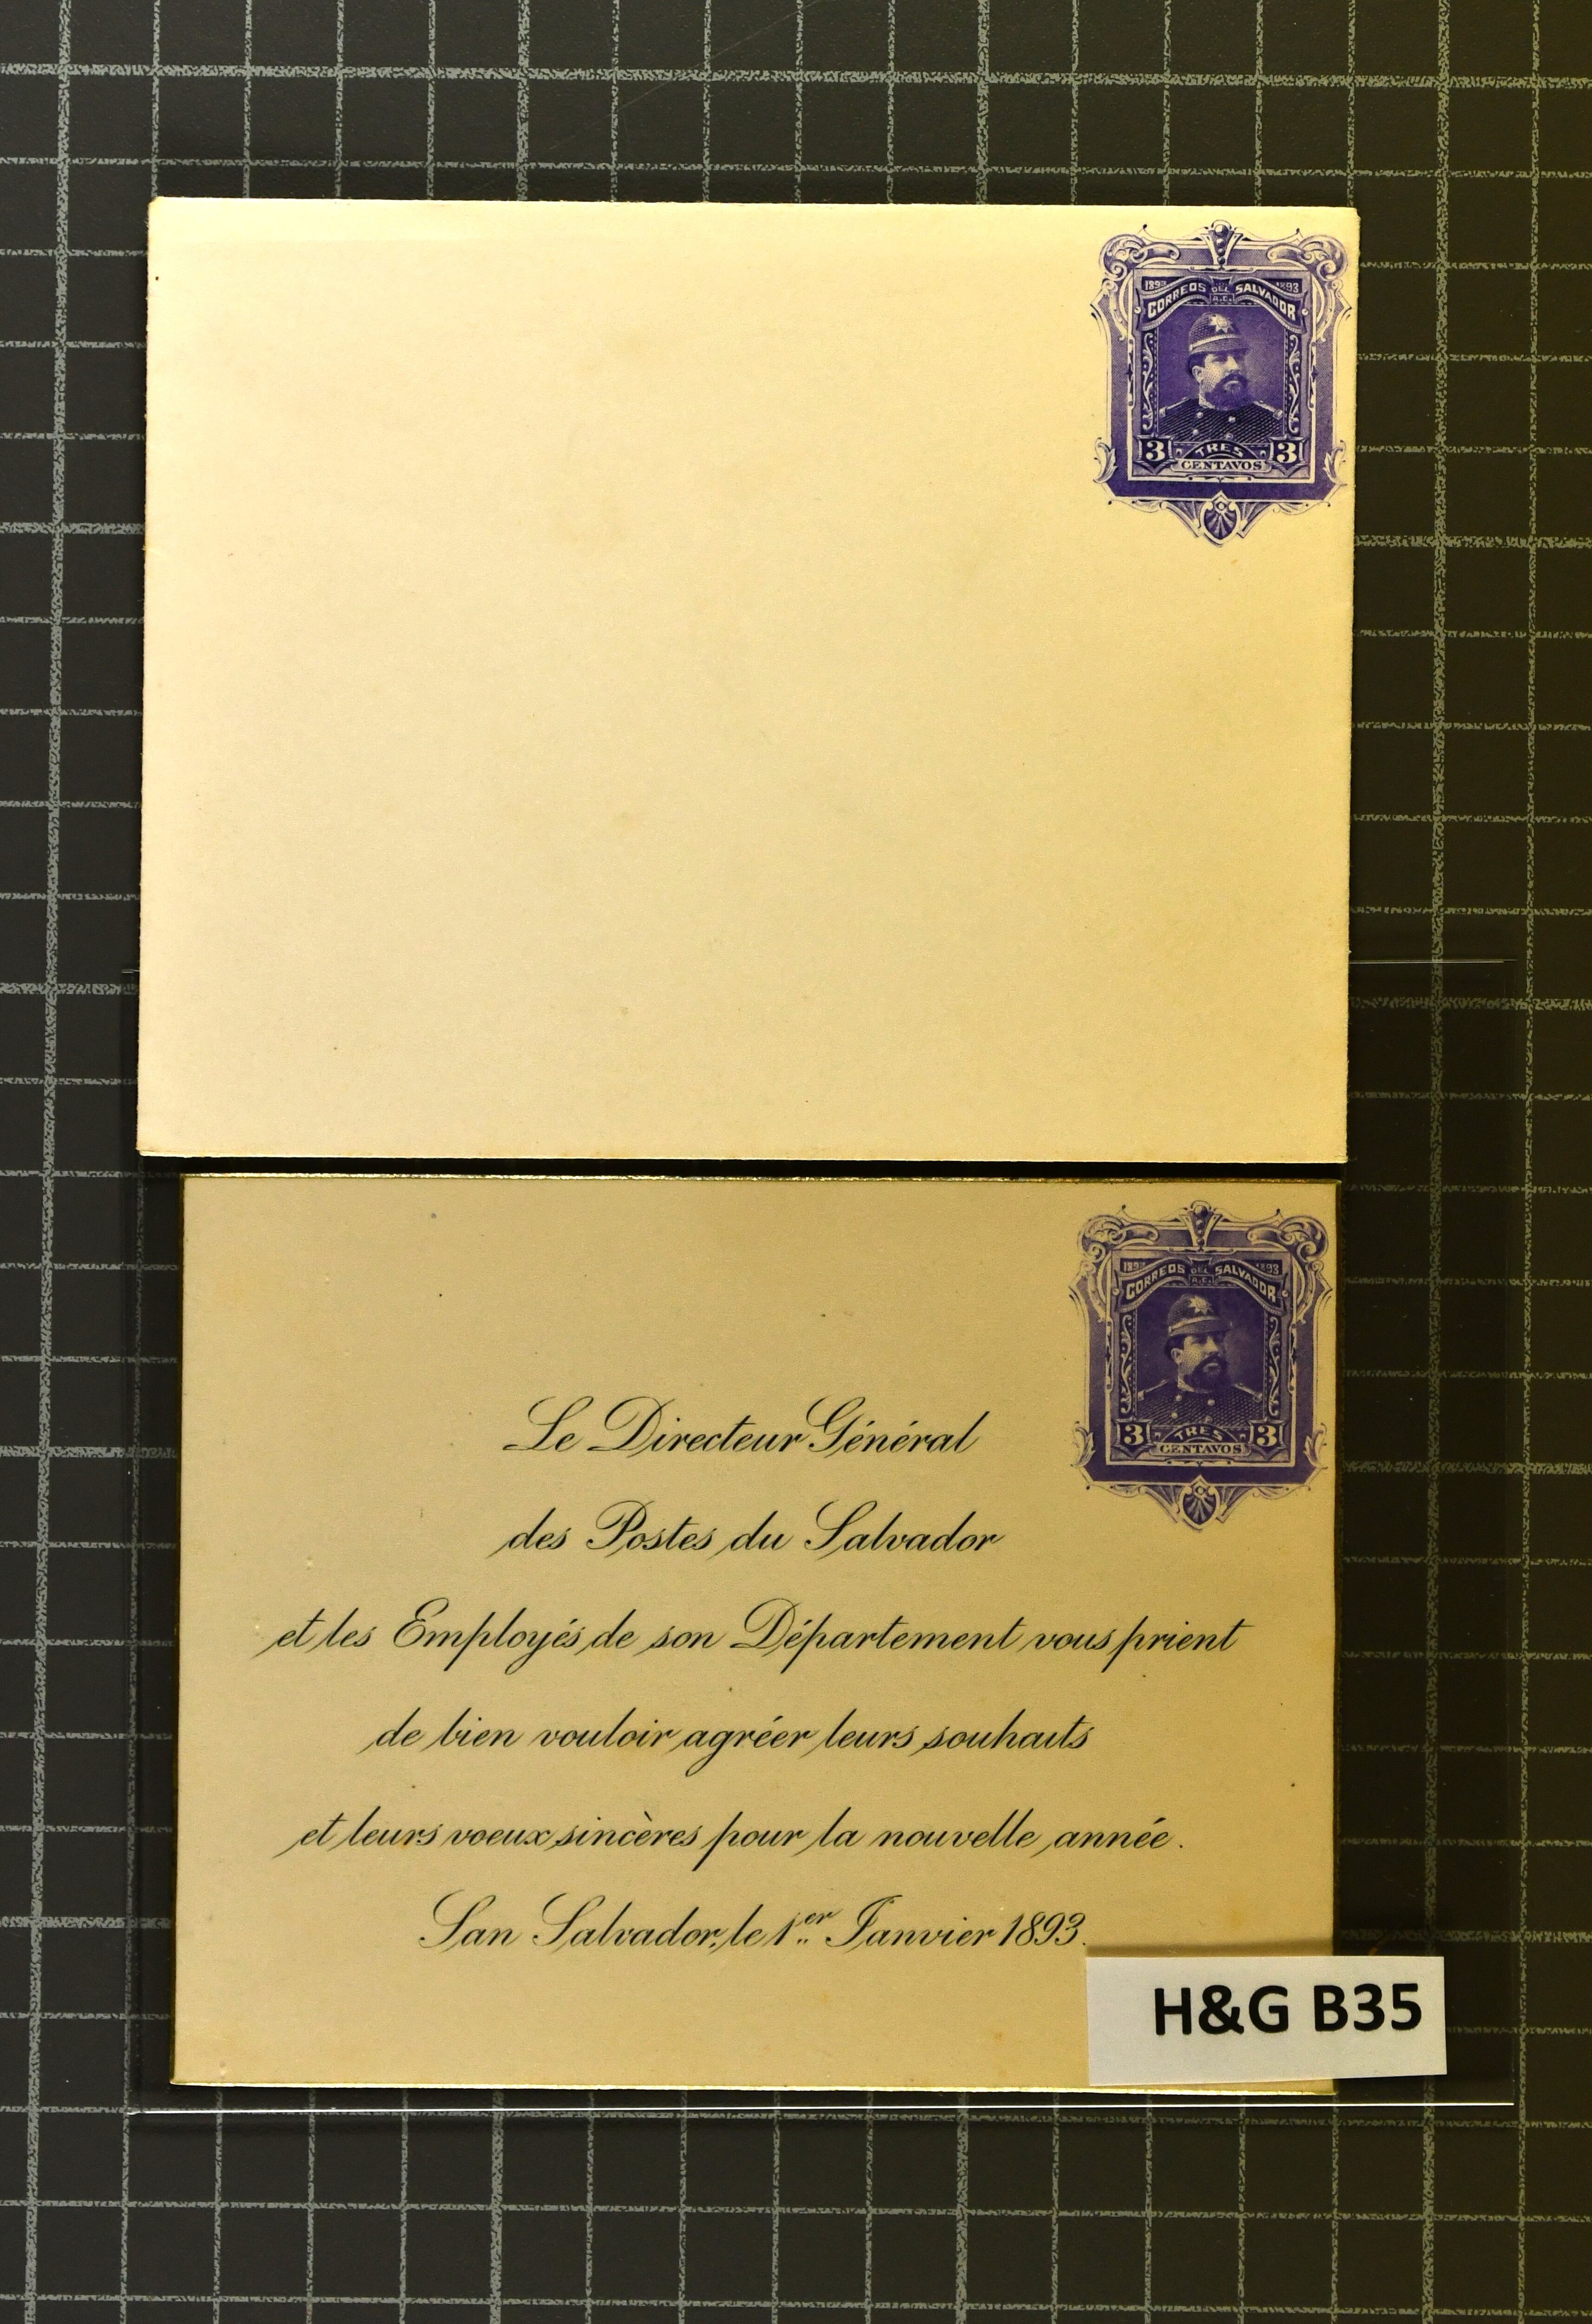 1893 1893
CORREOS DEL SALVADOR
A.C.
3 TRES 3
CENTAVOS
1893 1893
CORREOS DEL SALVADOR
A.C.
3 TRES 3
CENTAVOS
Le Directeur Général
des Postes du Salvador
et les Employés de son Département vous prient
de bien vouloir agréer leurs souhaits
et leurs voeux sincères pour la nouvelle année.
San Salvador, le 1er Janvier 1893.
H&G B35